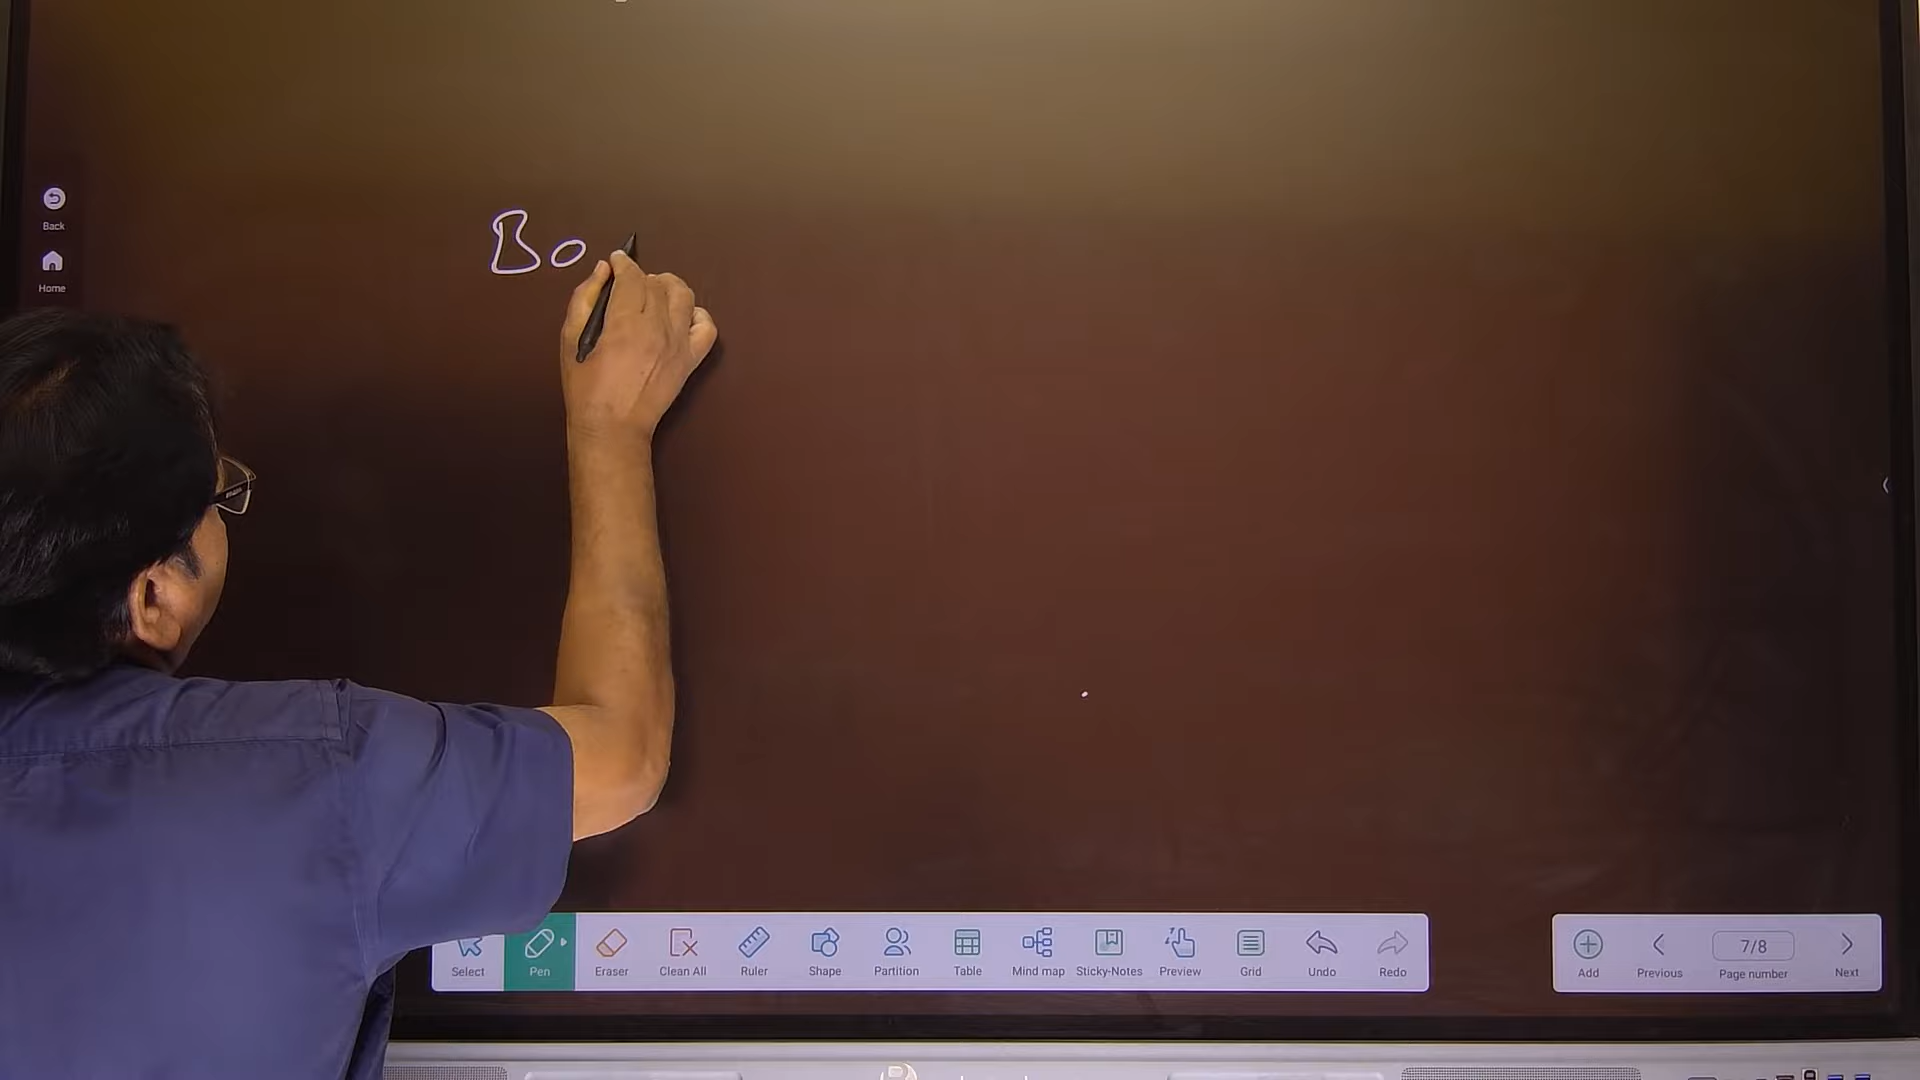 Back
Home
Bo
Select Pen Eraser Clean All Ruler Shape Partition Table Mind map Sticky-Notes Preview Grid Undo Redo
Add Previous 7/8 Page number Next